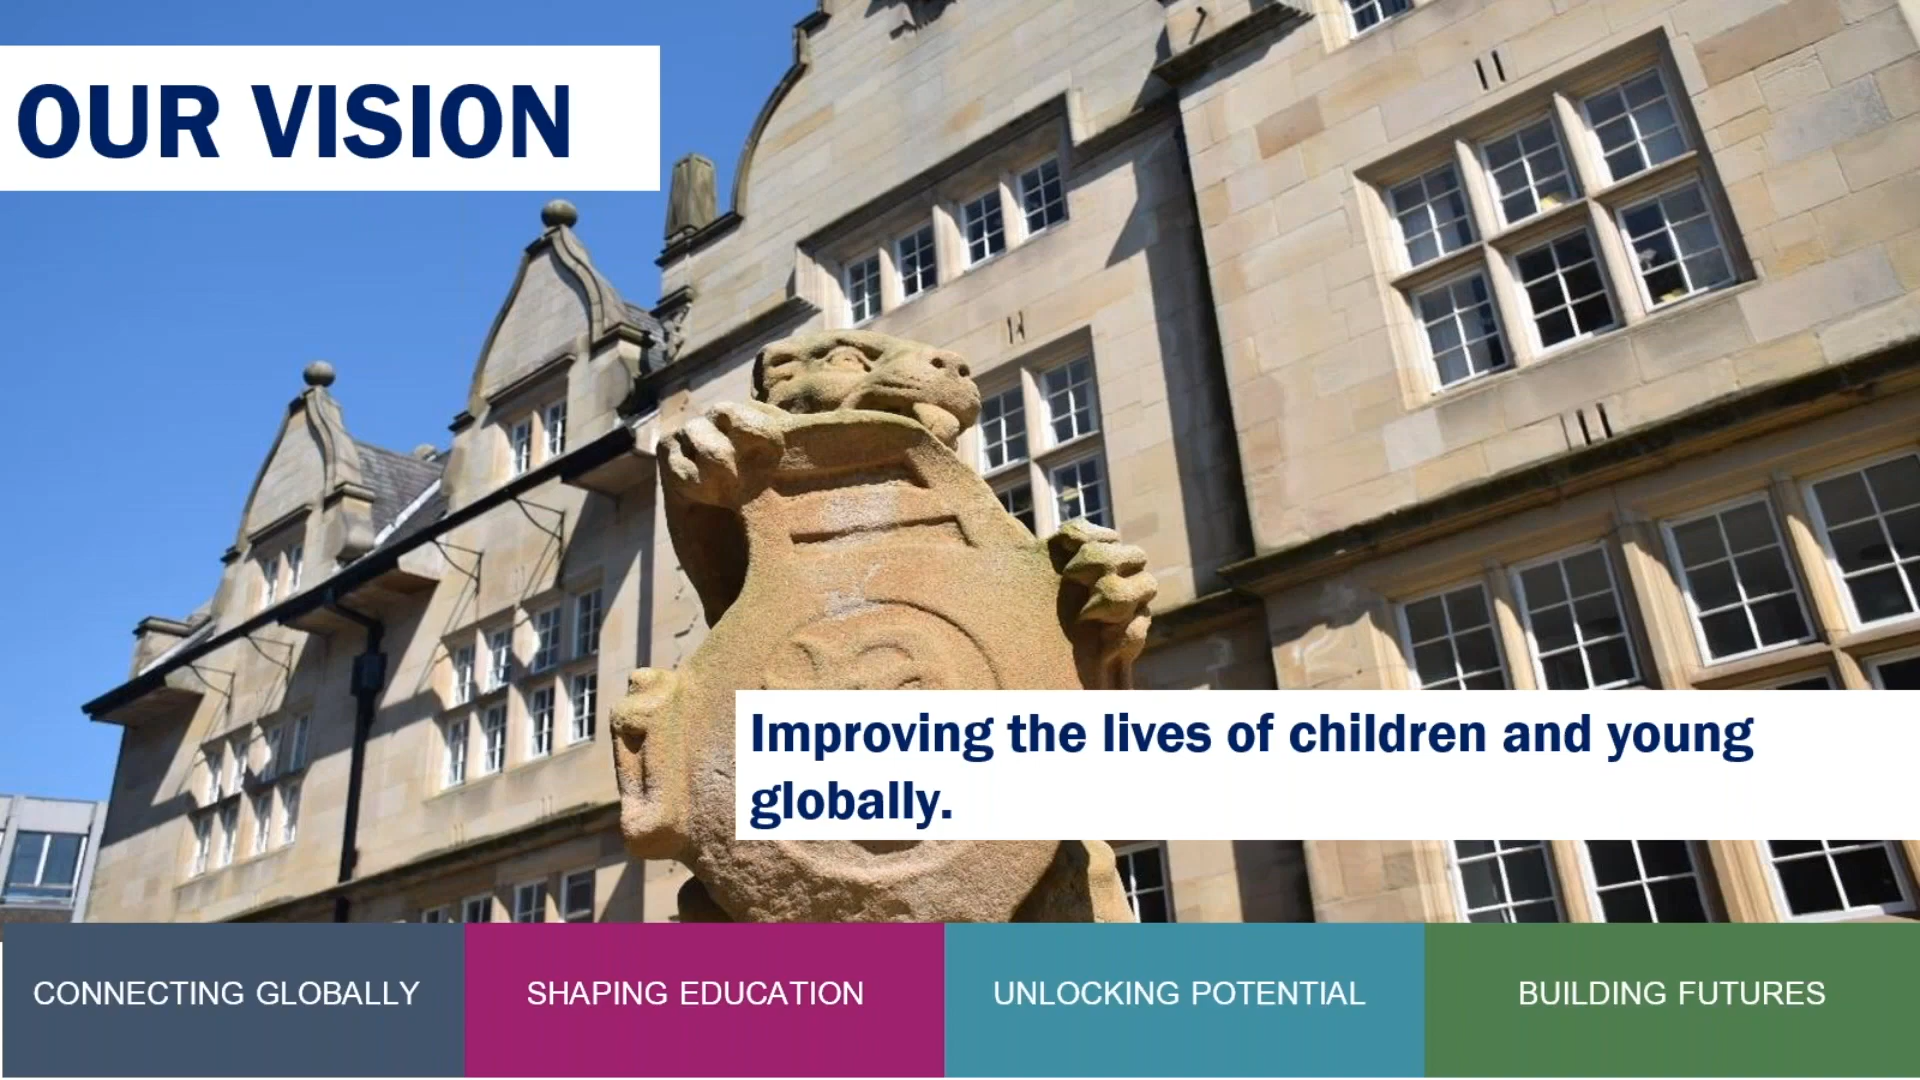 OUR VISION
Improving the lives of children and young
globally.
CONNECTING GLOBALLY
SHAPING EDUCATION
UNLOCKING POTENTIAL
BUILDING FUTURES